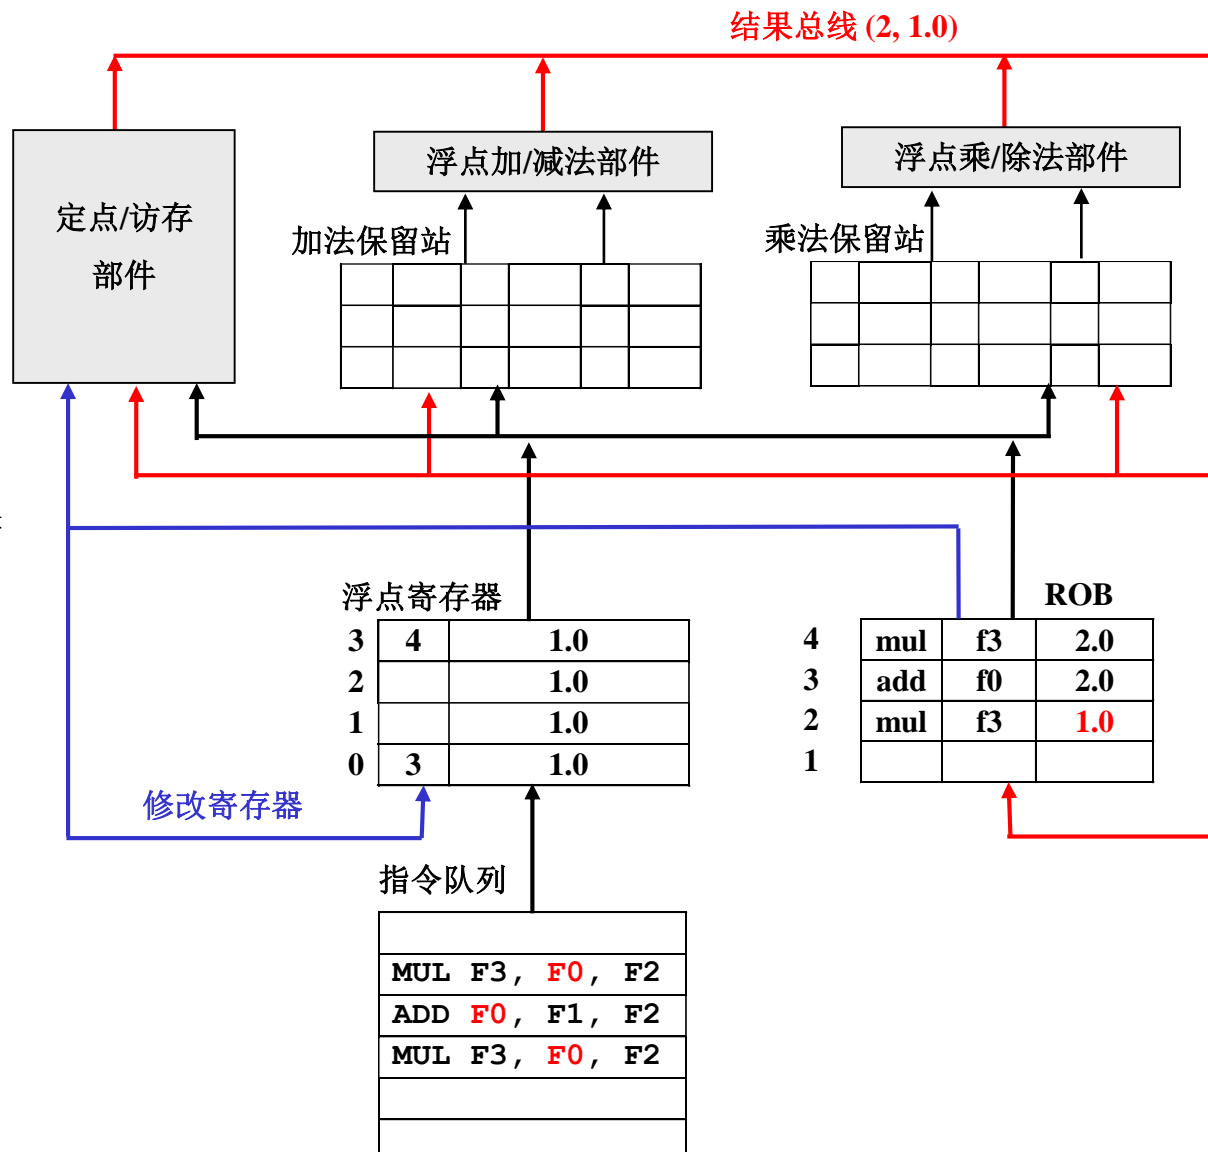 结果总线 (2, 1.0)
定点/访存
部件
浮点加/减法部件
浮点乘/除法部件
加法保留站
乘法保留站
浮点寄存器
3 4 1.0
2 1.0
1 1.0
0 3 1.0
ROB
4 mul f3 2.0
3 add f0 2.0
2 mul f3 1.0
1
修改寄存器
指令队列
MUL F3, F0, F2
ADD F0, F1, F2
MUL F3, F0, F2